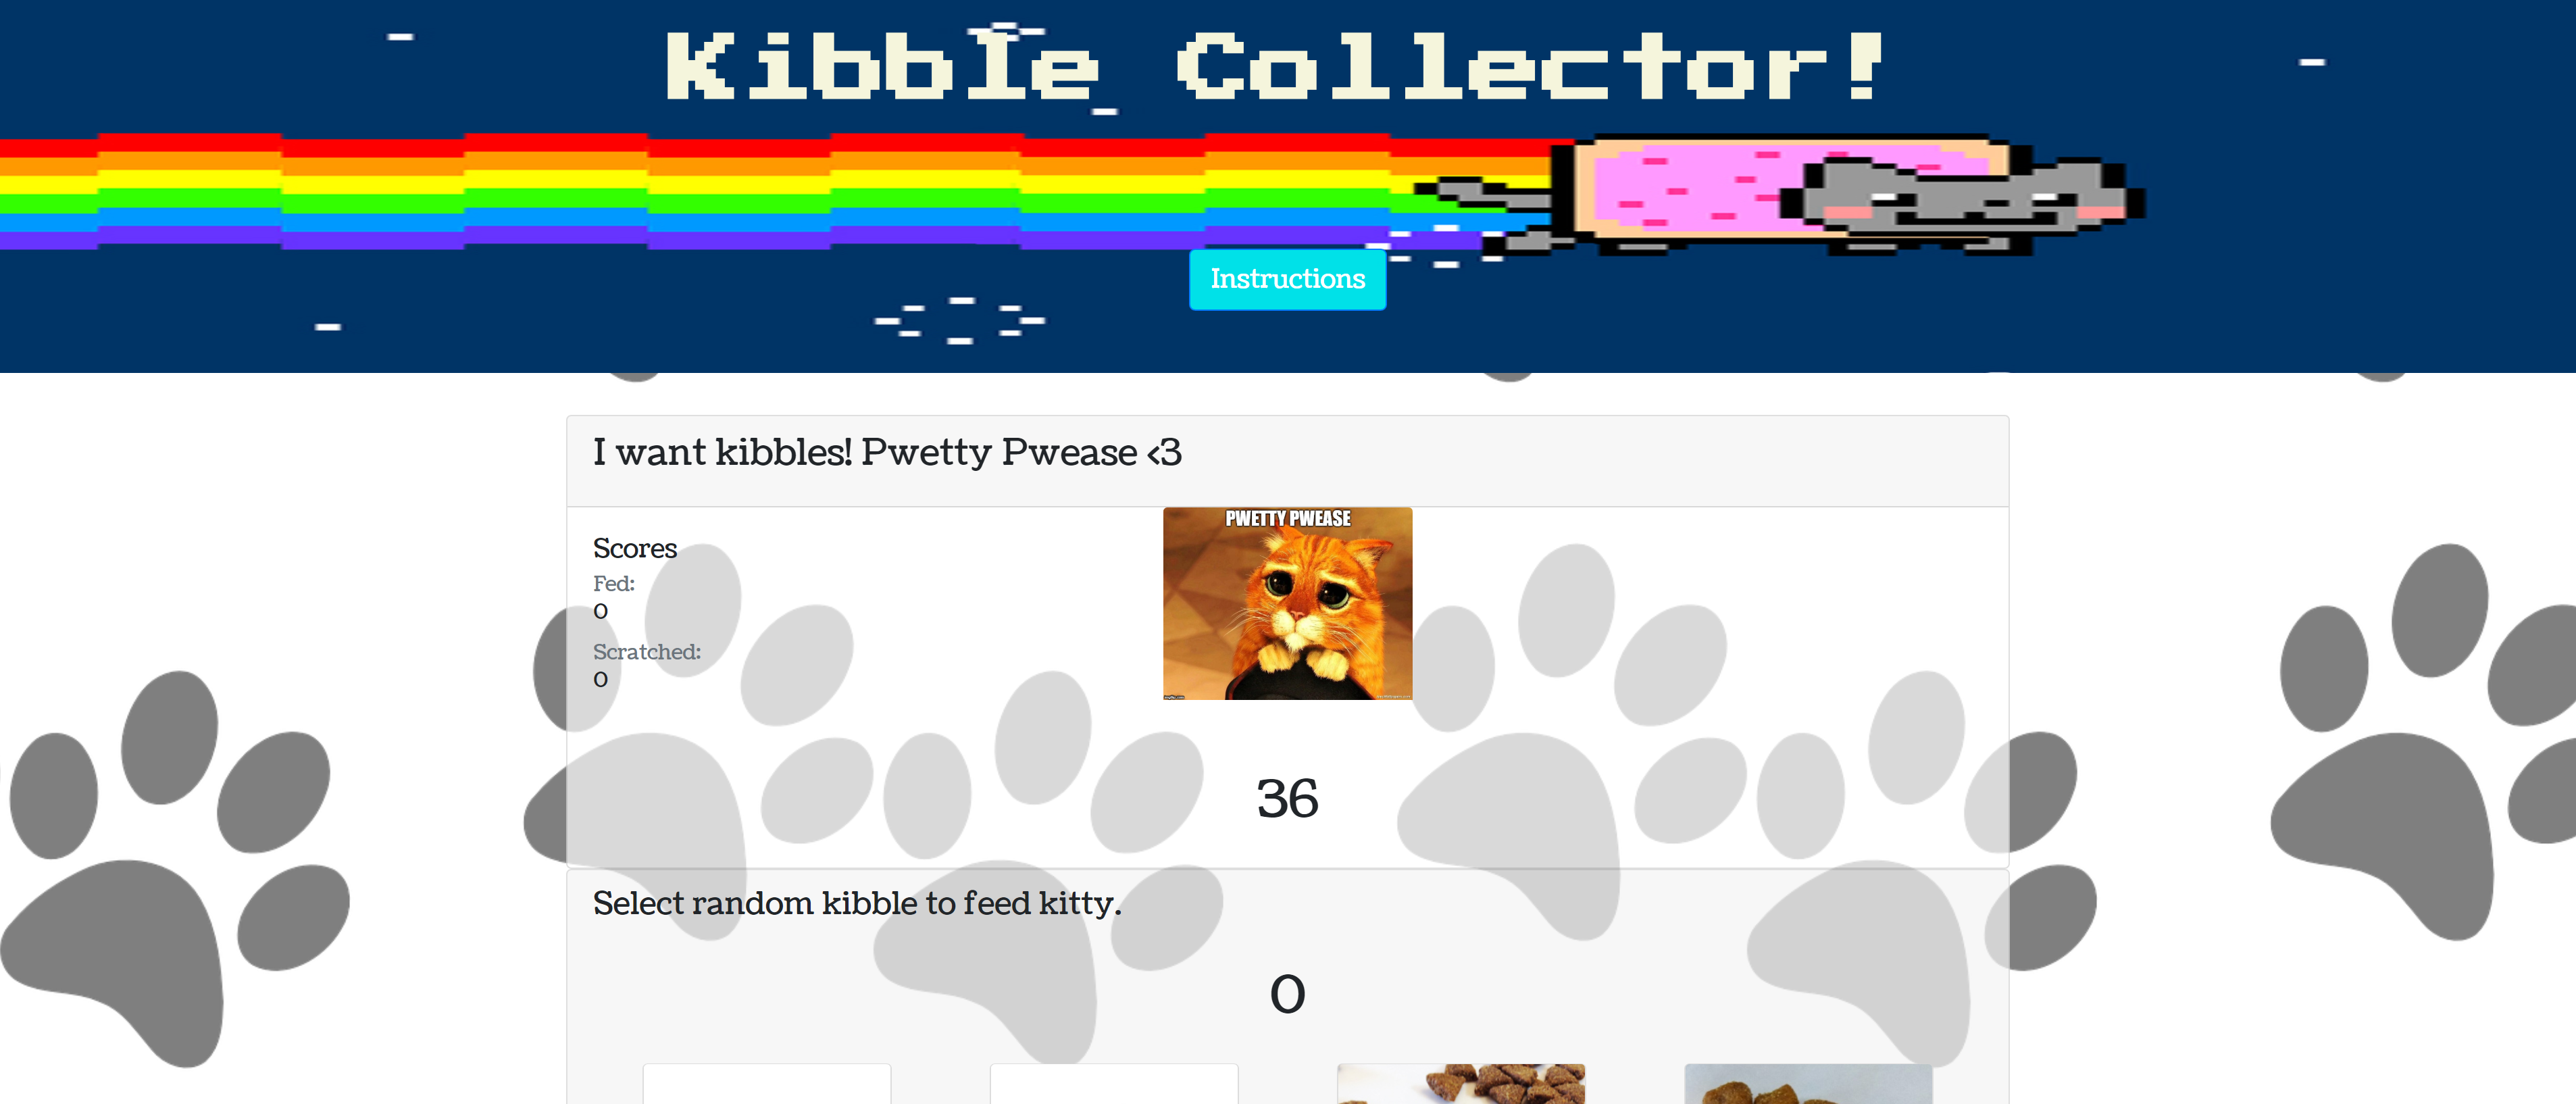 Kibble Collector!
Instructions
I want kibbles! Pwetty Pwease <3
PWETTY PWEASE
Scores
Fed:
0
Scratched:
0
36
Select random kibble to feed kitty.
0